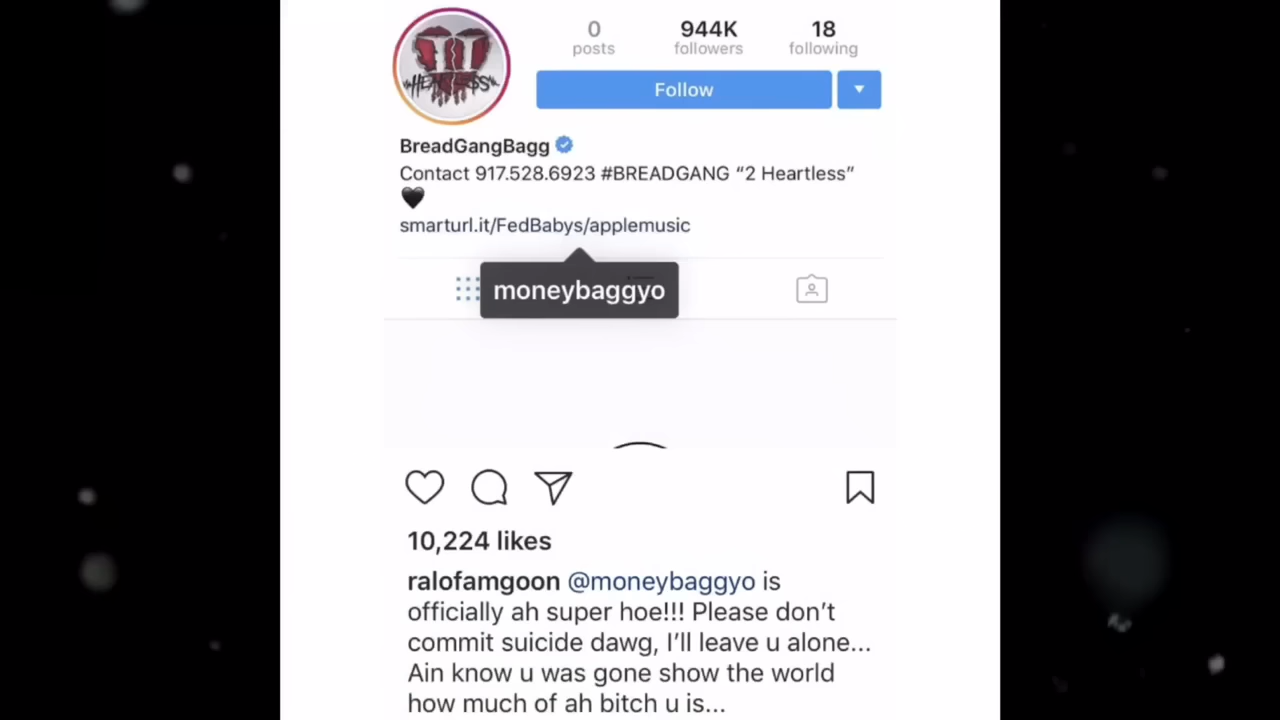 0 944K 18
posts followers following
Follow
HEARTLESS
BreadGangBagg
Contact 917.528.6923 #BREADGANG “2 Heartless”
🖤
smarturl.it/FedBabys/applemusic
moneybaggyo
10,224 likes
ralofamgoon @moneybaggyo is
officially ah super hoe!!! Please don’t
commit suicide dawg, I’ll leave u alone...
Ain know u was gone show the world
how much of ah bitch u is...